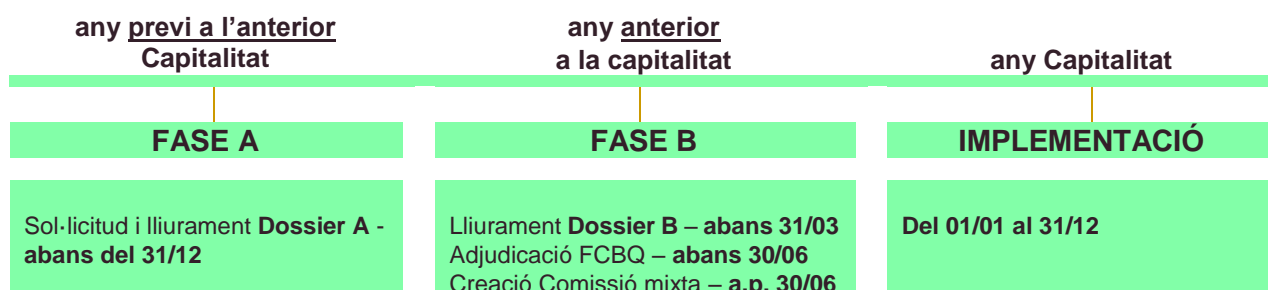 any previ a l’anterior
Capitalitat
any anterior
a la capitalitat
any Capitalitat
FASE A
FASE B
IMPLEMENTACIÓ
Sol·licitud i lliurament Dossier A -
abans del 31/12
Lliurament Dossier B – abans 31/03
Adjudicació FCBQ – abans 30/06
Creació Comissió mixta – a.p. 30/06
Del 01/01 al 31/12